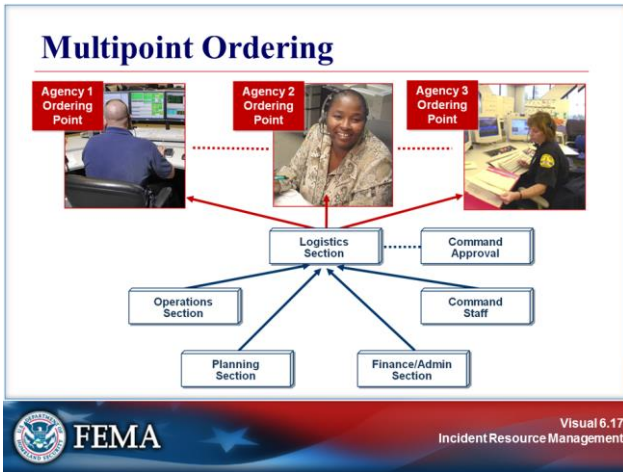 Multipoint Ordering
Agency 1
Ordering
Point
Agency 2
Ordering
Point
Agency 3
Ordering
Point
Logistics
Section
Command
Approval
Operations
Section
Command
Staff
Planning
Section
Finance/Admin
Section
FEMA
Visual 6.17
Incident Resource Management